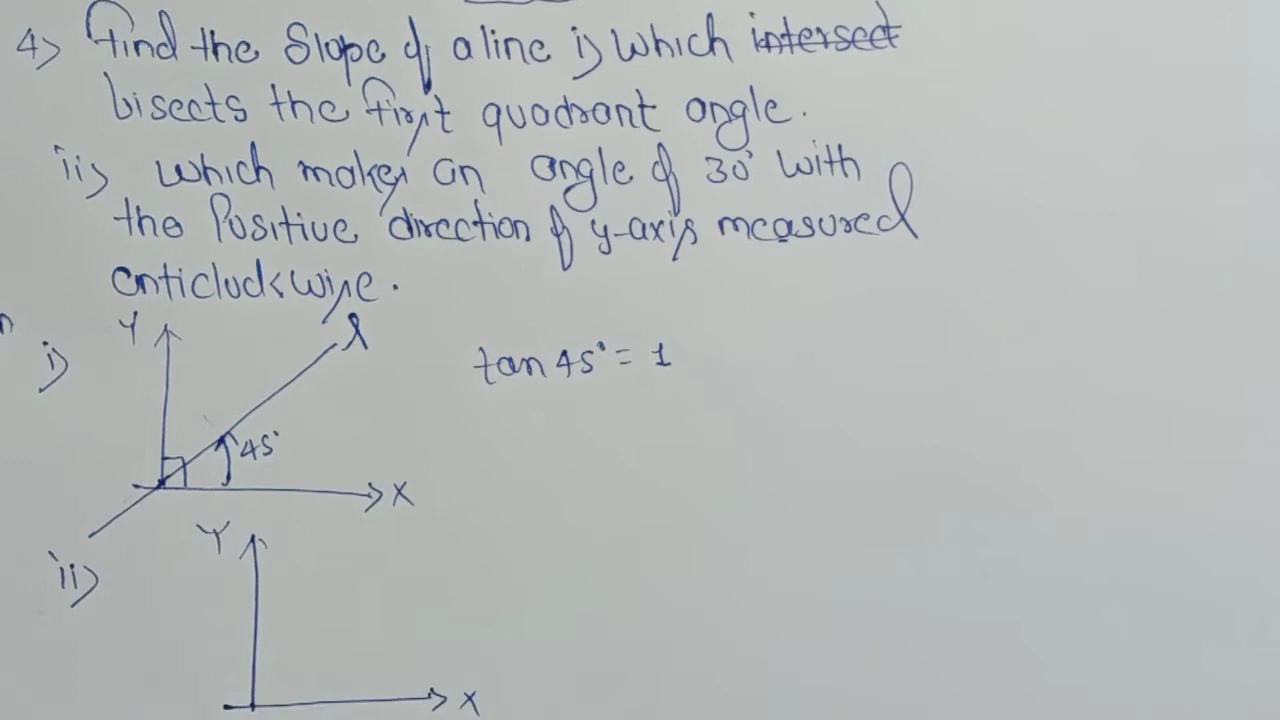 4) Find the Slope of a line i) which intersect
bisects the first quadrant angle.
ii) which makes an angle of 30° with
the Positive direction of y-axis measured
anticlockwise.
i)
Y
l
tan 45° = 1
45°
X
ii)
Y
X